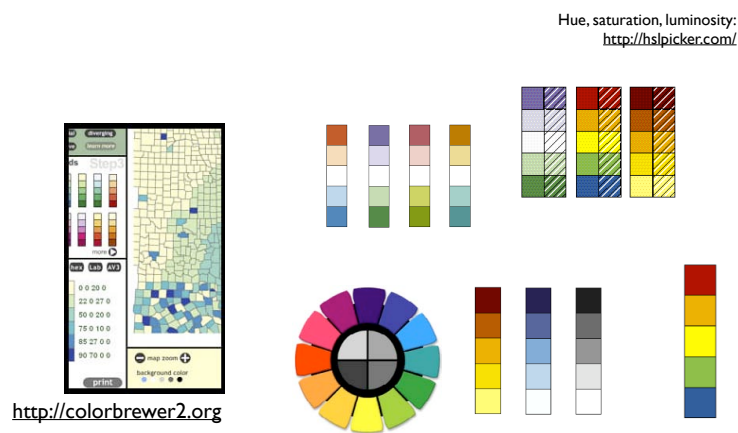 Hue, saturation, luminosity:
http://hslpicker.com/
diverging
learn more
Step3
more
hex Lab AV3
0 0 20 0
22 0 27 0
50 0 20 0
75 0 10 0
85 27 0 0
90 70 0 0
map zoom
background color
print
http://colorbrewer2.org